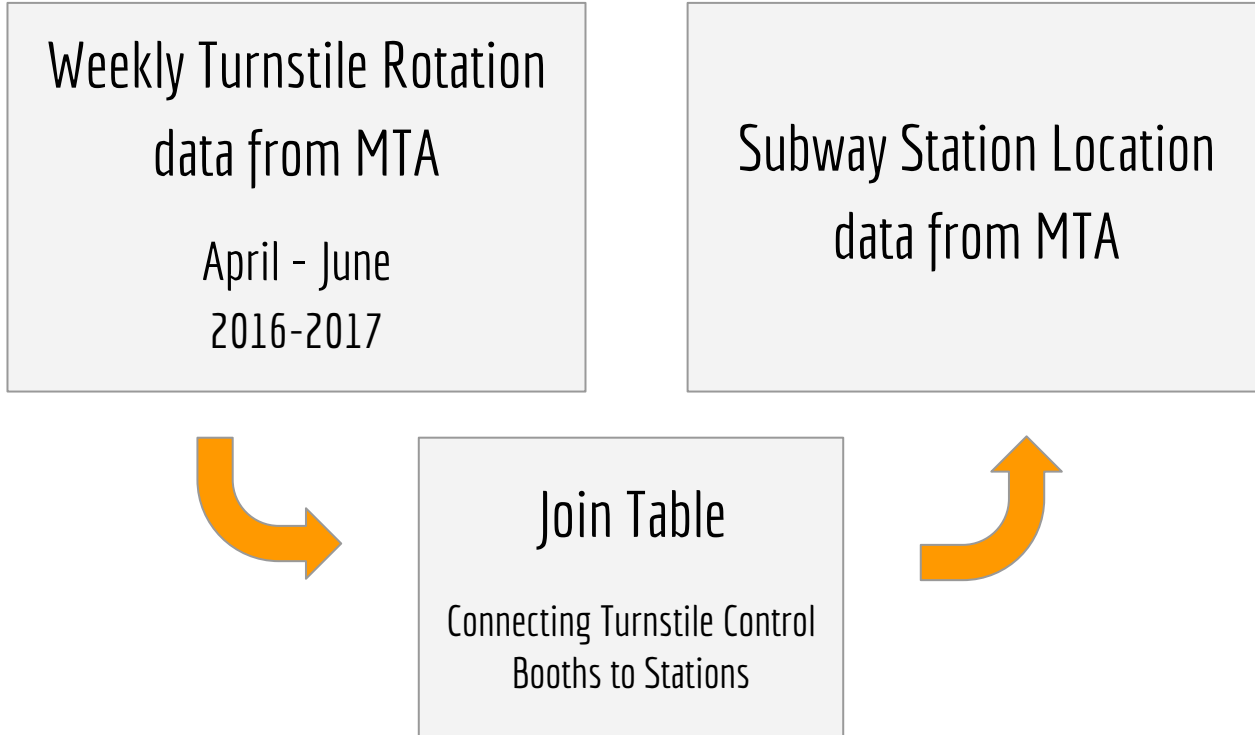 Weekly Turnstile Rotation
data from MTA
April - June
2016-2017
Subway Station Location
data from MTA
Join Table
Connecting Turnstile Control
Booths to Stations